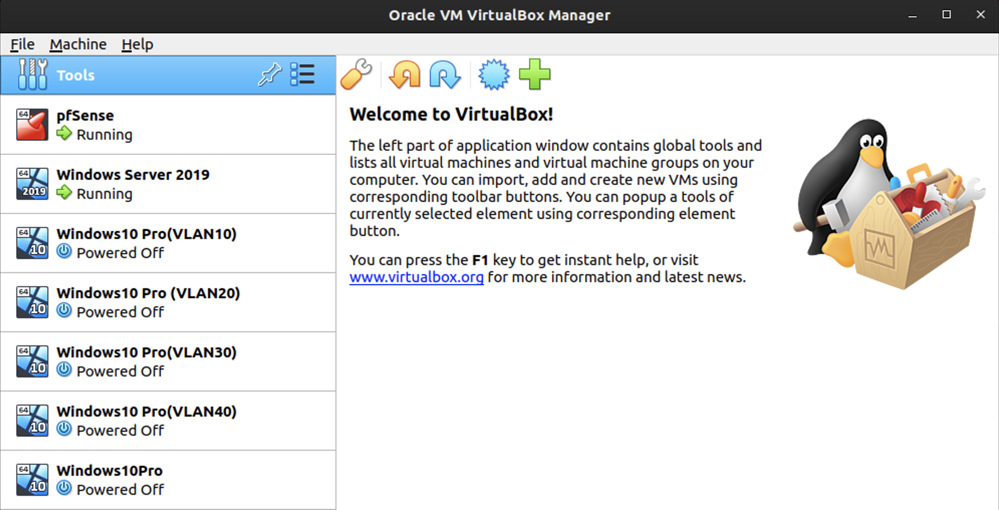 Oracle VM VirtualBox Manager
File Machine Help
Tools
64
pfSense
Running
64
2019
Windows Server 2019
Running
64
10
Windows10 Pro(VLAN10)
Powered Off
64
10
Windows10 Pro (VLAN20)
Powered Off
64
10
Windows10 Pro(VLAN30)
Powered Off
64
10
Windows10 Pro(VLAN40)
Powered Off
64
10
Windows10Pro
Powered Off
Welcome to VirtualBox!
The left part of application window contains global tools and
lists all virtual machines and virtual machine groups on your
computer. You can import, add and create new VMs using
corresponding toolbar buttons. You can popup a tools of
currently selected element using corresponding element
button.
You can press the F1 key to get instant help, or visit
www.virtualbox.org for more information and latest news.